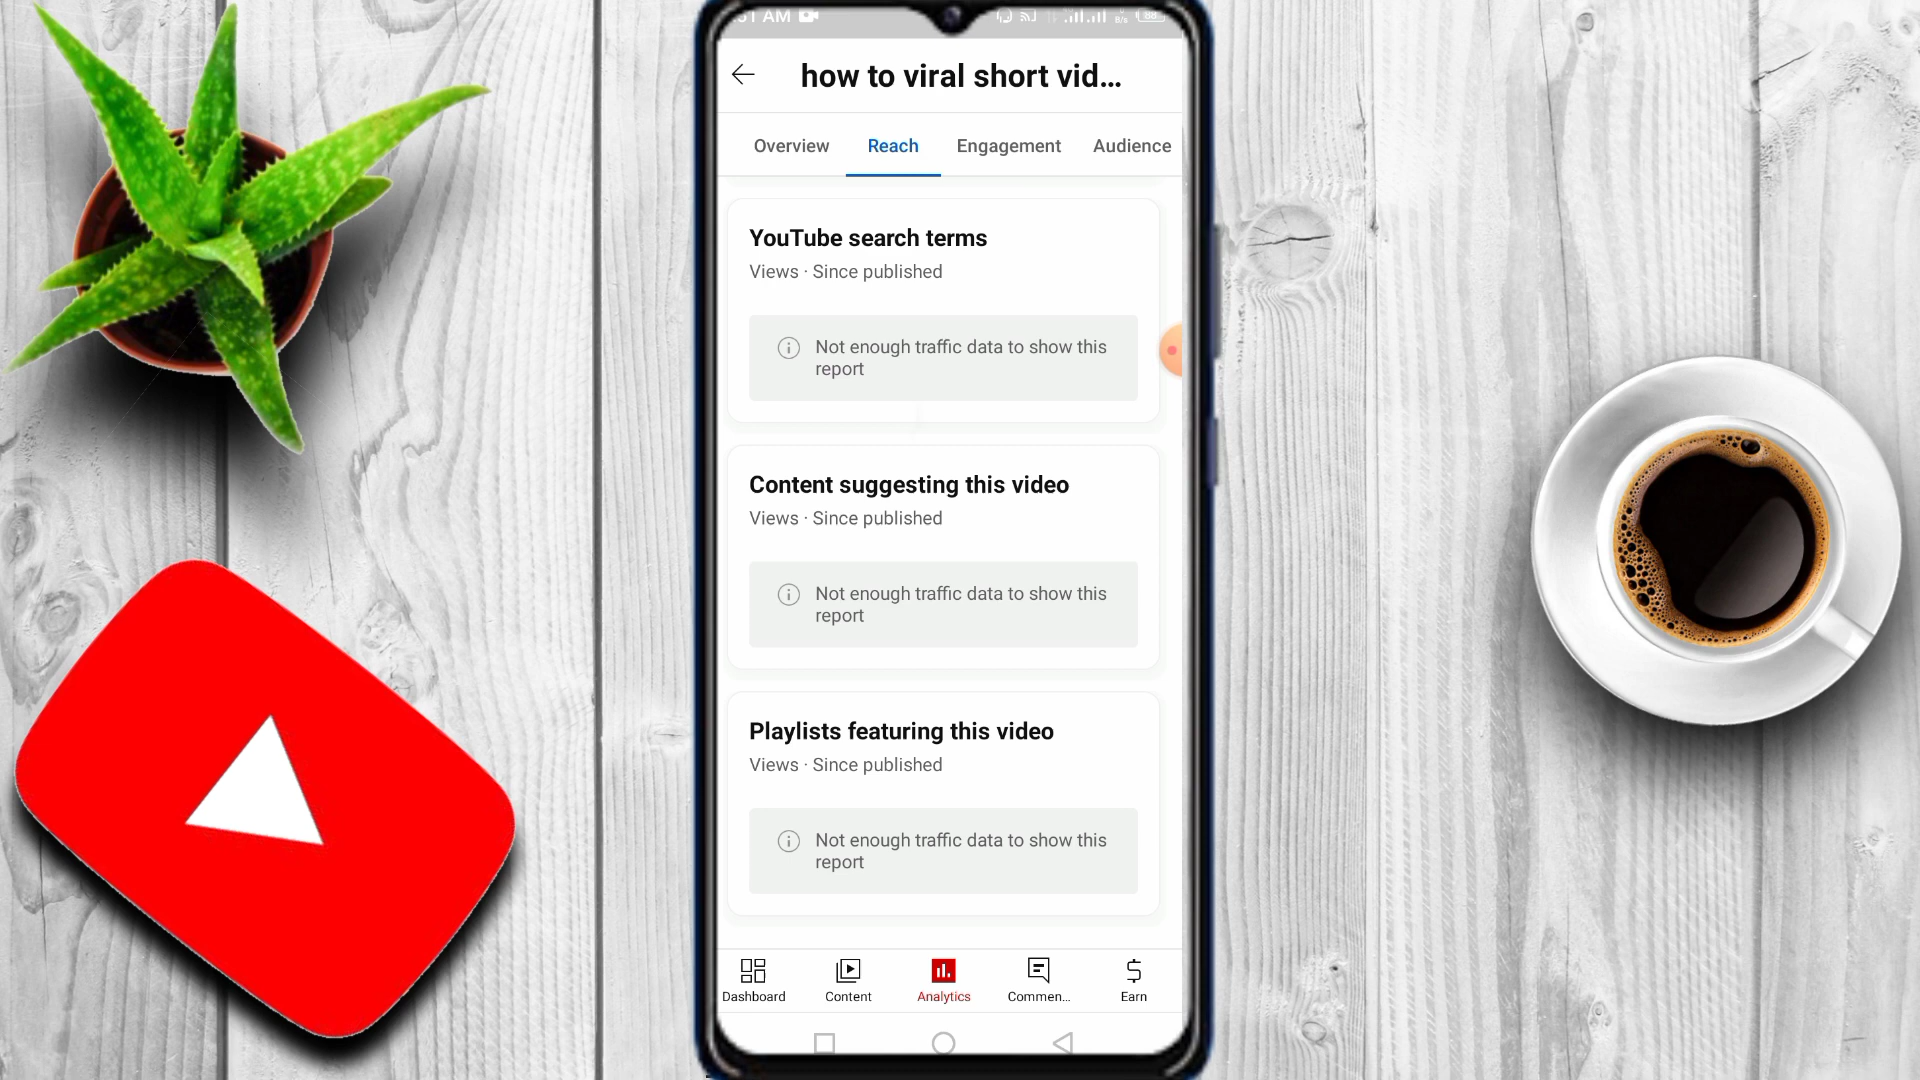 AM
how to viral short vid...
Overview Reach Engagement Audience
YouTube search terms
Views · Since published
Not enough traffic data to show this
report
Content suggesting this video
Views · Since published
Not enough traffic data to show this
report
Playlists featuring this video
Views · Since published
Not enough traffic data to show this
report
Dashboard Content Analytics Commen... Earn